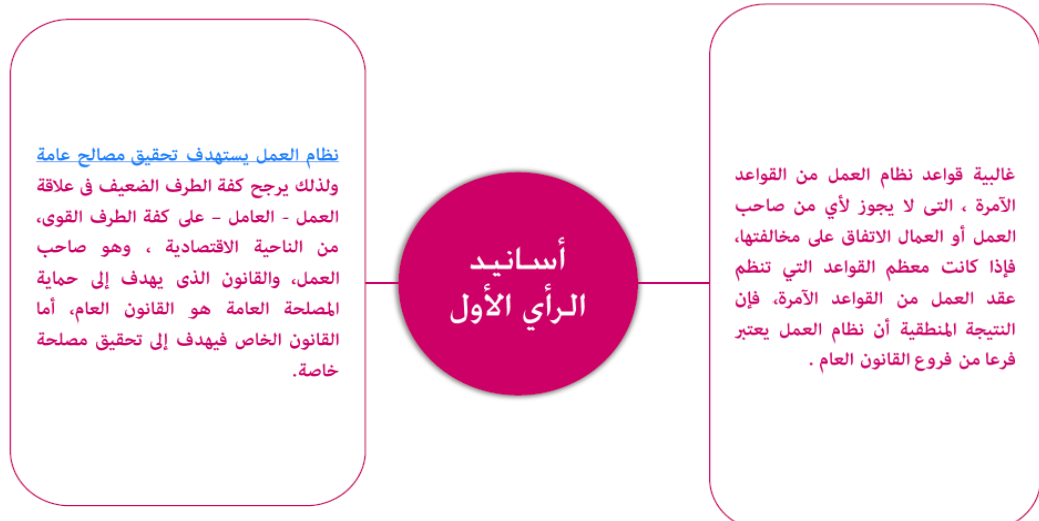 أسانيد
الرأي الأول
غالبية قواعد نظام العمل من القواعد
الآمرة ، التى لا يجوز لأي من صاحب
العمل أو العمال الاتفاق على مخالفتها،
فإذا كانت معظم القواعد التي تنظم
عقد العمل من القواعد الآمرة، فإن
النتيجة المنطقية أن نظام العمل يعتبر
فرعا من فروع القانون العام .
نظام العمل يستهدف تحقيق مصالح عامة
ولذلك يرجح كفة الطرف الضعيف فى علاقة
العمل - العامل – على كفة الطرف القوى،
من الناحية الاقتصادية ، وهو صاحب
العمل، والقانون الذى يهدف إلى حماية
المصلحة العامة هو القانون العام، أما
القانون الخاص فيهدف إلى تحقيق مصلحة
خاصة.